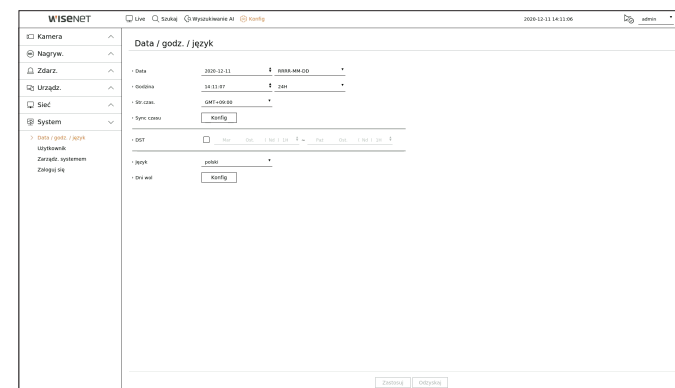 WISENET
Live Szukaj Wyszukiwanie AI Konfig 2020-12-11 14:11:06 admin
Kamera
Nagryw.
Zdarz.
Urządz.
Sieć
System
Data / godz. / język
Użytkownik
Zarządz. systemem
Zaloguj się
Data / godz. / język
Data 2020-12-11 RRRR-MM-DD
Godzina 14:11:07 24H
Str.czas. GMT+09:00
Sync czasu Konfig
DST
Język polski
Dni wol Konfig
Zastosuj Odzyskaj